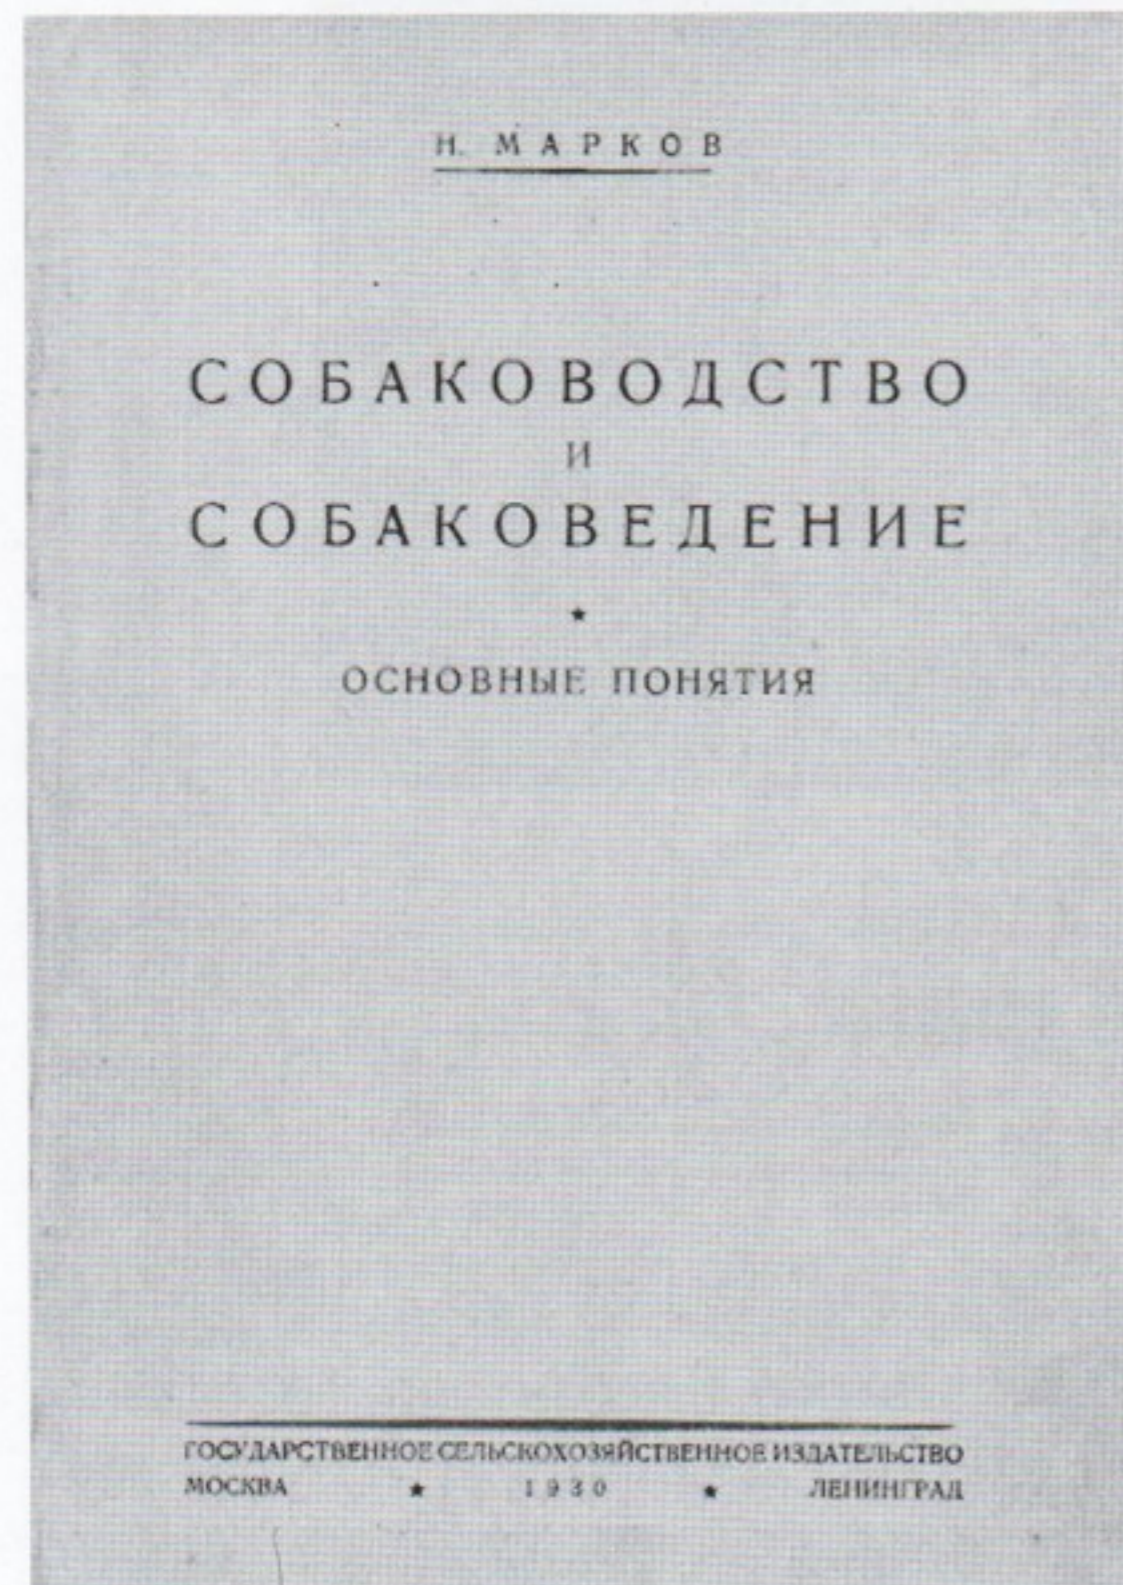 Н. МАРКОВ
СОБАКОВОДСТВО
И
СОБАКОВЕДЕНИЕ
★
ОСНОВНЫЕ ПОНЯТИЯ
ГОСУДАРСТВЕННОЕ СЕЛЬСКОХОЗЯЙСТВЕННОЕ ИЗДАТЕЛЬСТВО
МОСКВА ★ 1930 ★ ЛЕНИНГРАД